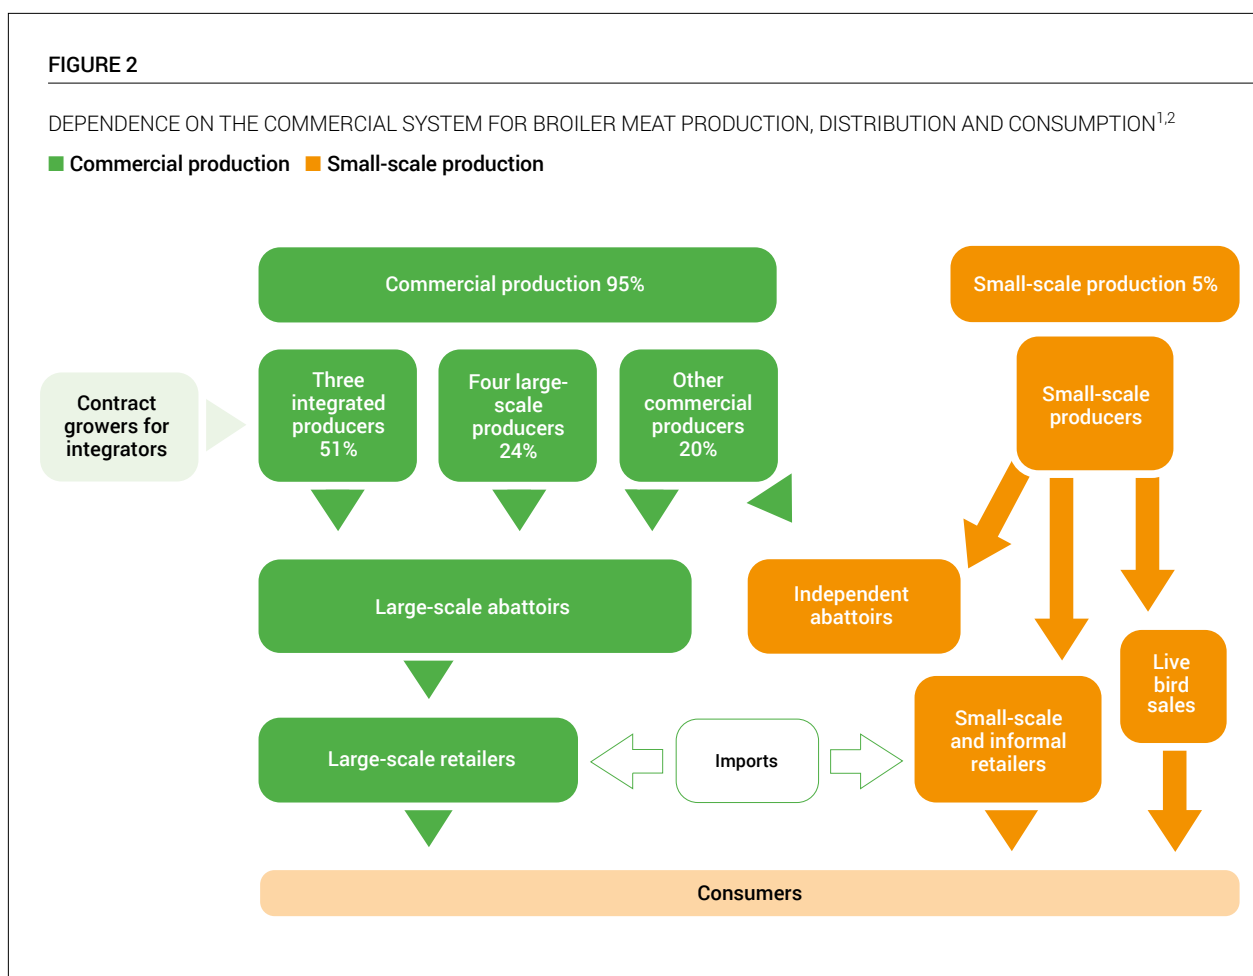 FIGURE 2
DEPENDENCE ON THE COMMERCIAL SYSTEM FOR BROILER MEAT PRODUCTION, DISTRIBUTION AND CONSUMPTION1,2
Commercial production
Small-scale production
Commercial production 95%
Small-scale production 5%
Contract
growers for
integrators
Three
integrated
producers
51%
Four large-
scale
producers
24%
Other
commercial
producers
20%
Small-scale
producers
Large-scale abattoirs
Independent
abattoirs
Live
bird
sales
Large-scale retailers
Imports
Small-scale
and informal
retailers
Consumers